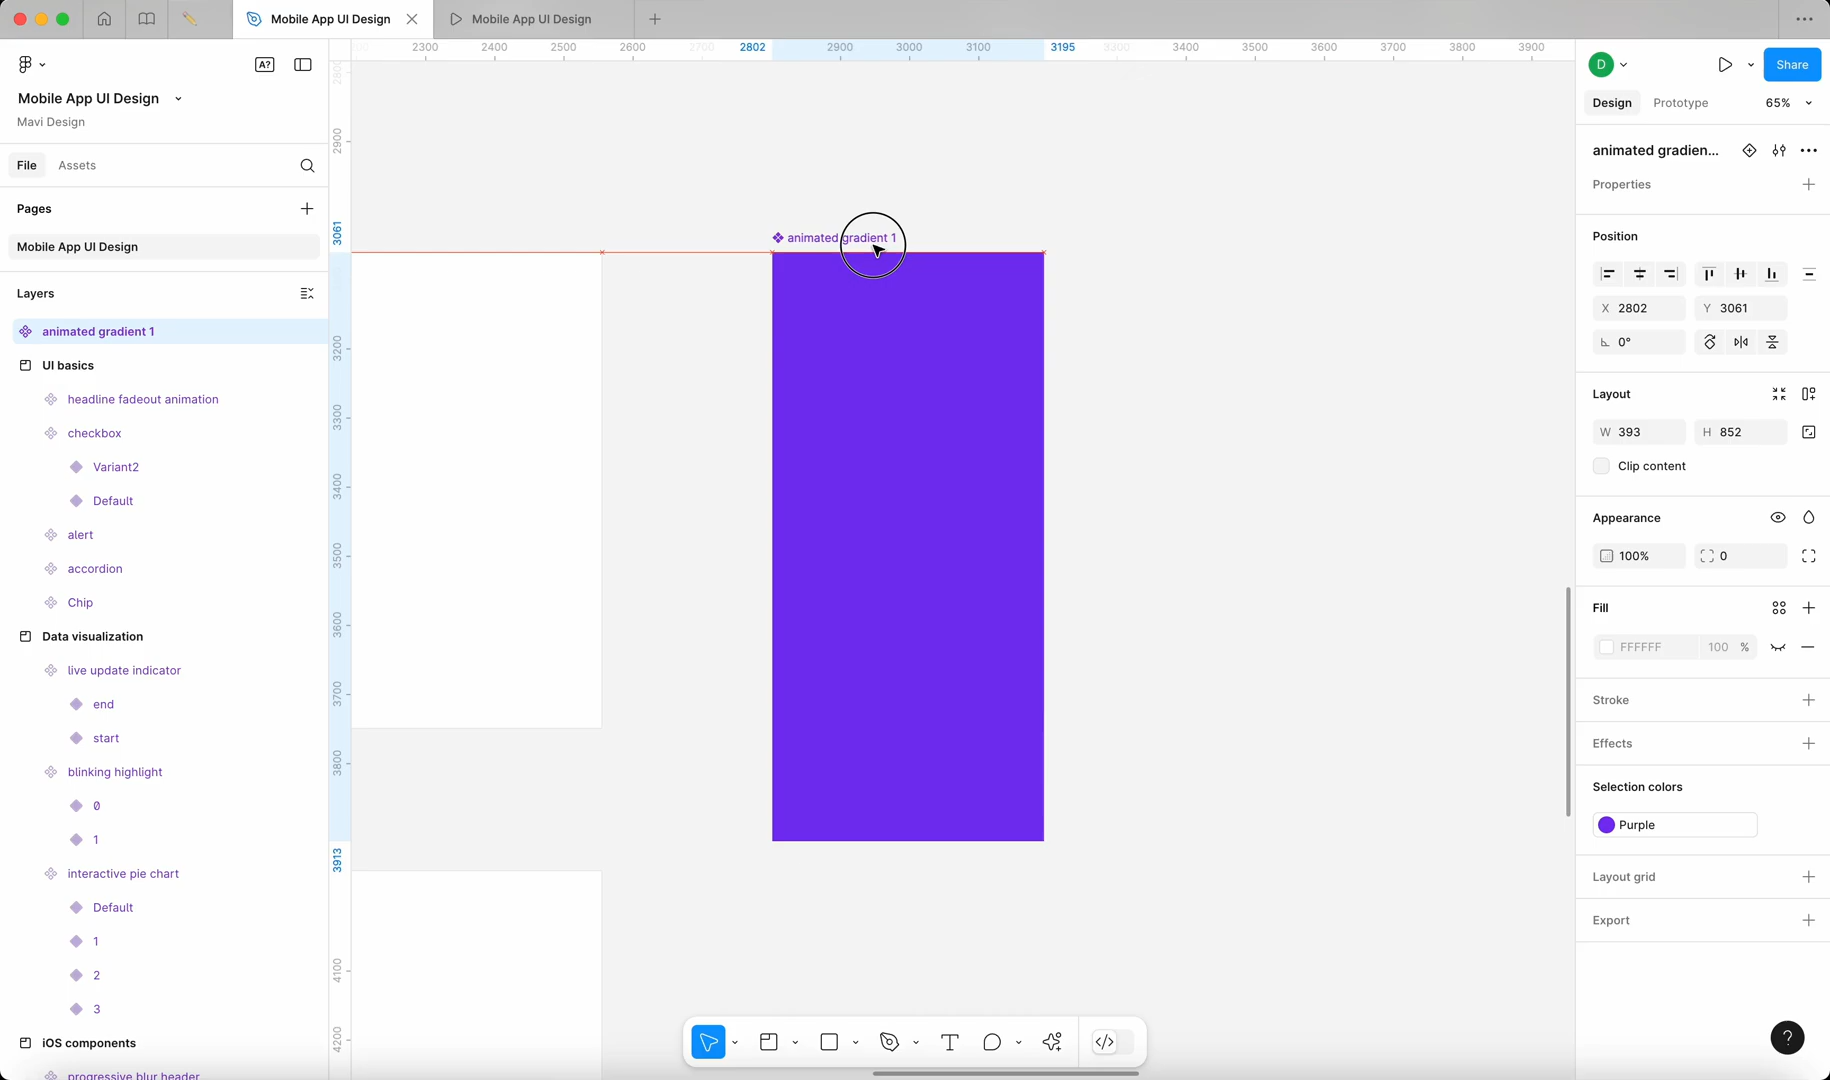 Mobile App UI Design
Mobile App UI Design
A?
Mobile App UI Design
Mavi Design
File
Assets
Pages
Mobile App UI Design
Layers
animated gradient 1
UI basics
headline fadeout animation
checkbox
Variant2
Default
alert
accordion
Chip
Data visualization
live update indicator
end
start
blinking highlight
0
1
interactive pie chart
Default
1
2
3
iOS components
progressive blur header
2300 2400 2500 2600 2700 2802 2900 3000 3100 3195 3300 3400 3500 3600 3700 3800 3900
2800
2900
3061
3200
3300
3400
3500
3600
3700
3800
3913
4100
4200
animated gradient 1
D
Share
Design
Prototype
65%
animated gradien...
Properties
Position
X 2802
Y 3061
0°
Layout
W 393
H 852
Clip content
Appearance
100%
0
Fill
FFFFFF
100 %
Stroke
Effects
Selection colors
Purple
Layout grid
Export
?